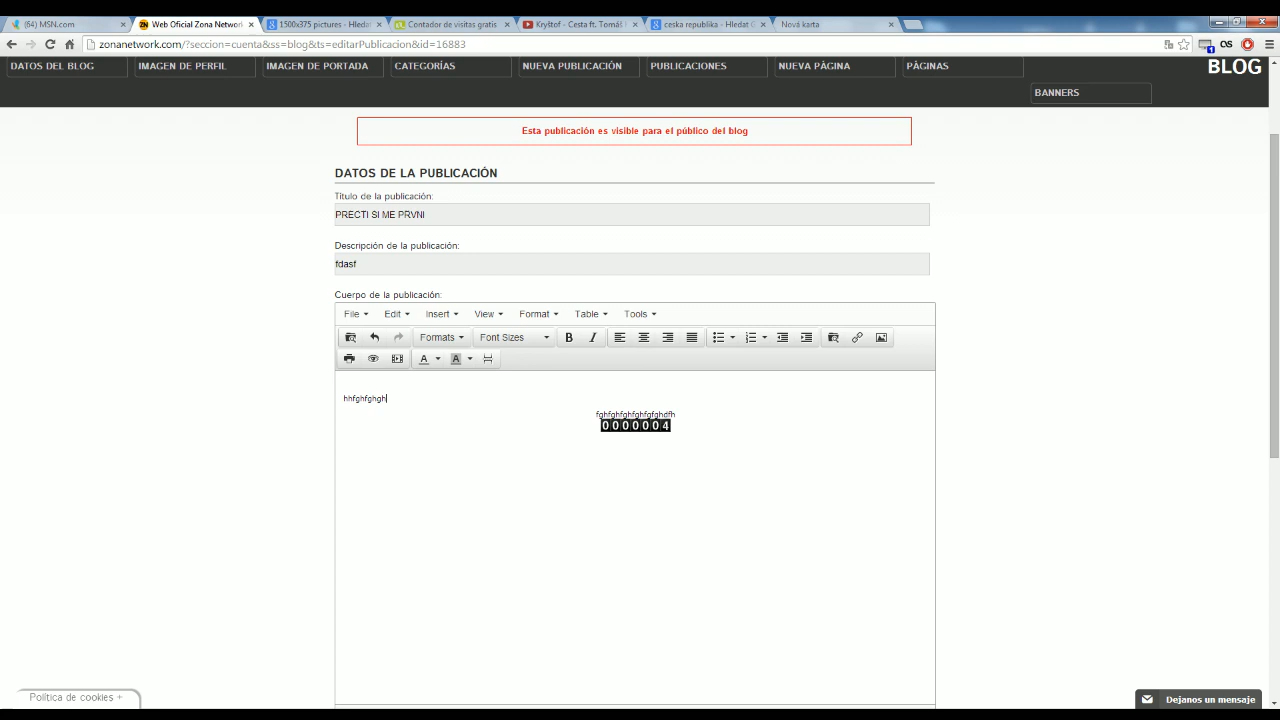 (64) MSN.com
Web Oficial Zona Network
1500x375 pictures - Hledat
Contador de visitas gratis
Kryštof - Cesta ft. Tomáš
ceska republika - Hledat G
Nová karta
zonanetwork.com/?seccion=cuenta&ss=blog&ts=editarPublicacion&id=16883
DATOS DEL BLOG
IMAGEN DE PERFIL
IMAGEN DE PORTADA
CATEGORÍAS
NUEVA PUBLICACIÓN
PUBLICACIONES
NUEVA PÁGINA
PÁGINAS
BLOG
BANNERS
Esta publicación es visible para el público del blog
DATOS DE LA PUBLICACIÓN
Título de la publicación:
PRECTI SI ME PRVNI
Descripción de la publicación:
fdasf
Cuerpo de la publicación:
File Edit Insert View Format Table Tools
Formats Font Sizes B I
A A
hhfghfghgh
fghfghfghfghfgfghdfh
0000004
Política de cookies +
Dejanos un mensaje